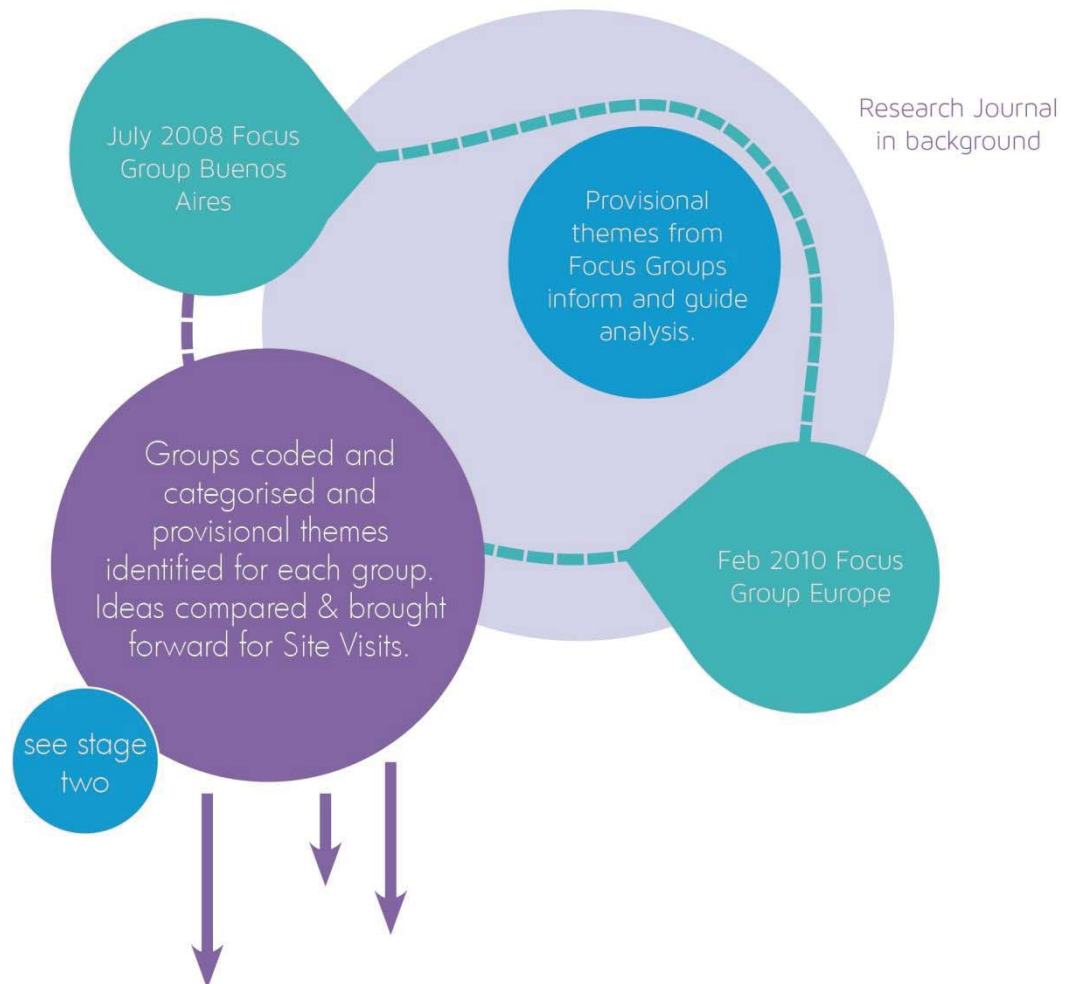 July 2008 Focus
Group Buenos
Aires
Research Journal
in background
Provisional
themes from
Focus Groups
inform and guide
analysis.
Groups coded and
categorised and
provisional themes
identified for each group.
Ideas compared & brought
forward for Site Visits.
Feb 2010 Focus
Group Europe
see stage
two